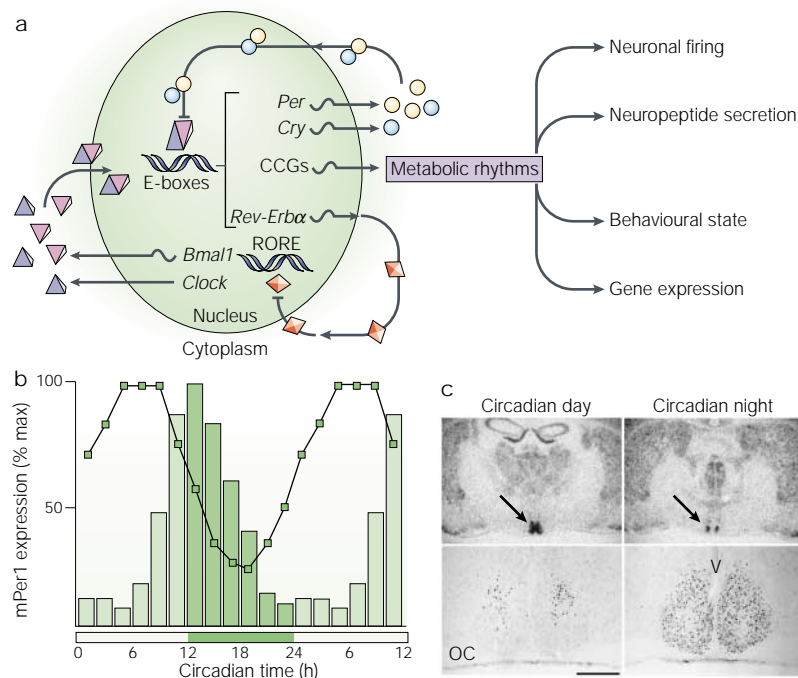 a
Per
Cry
CCGs
Rev-Erbα
E-boxes
RORE
Bmal1
Clock
Nucleus
Cytoplasm
Metabolic rhythms
Neuronal firing
Neuropeptide secretion
Behavioural state
Gene expression
b
mPer1 expression (% max)
100
50
0 6 12 18 24 6 12
Circadian time (h)
c
Circadian day
Circadian night
V
OC